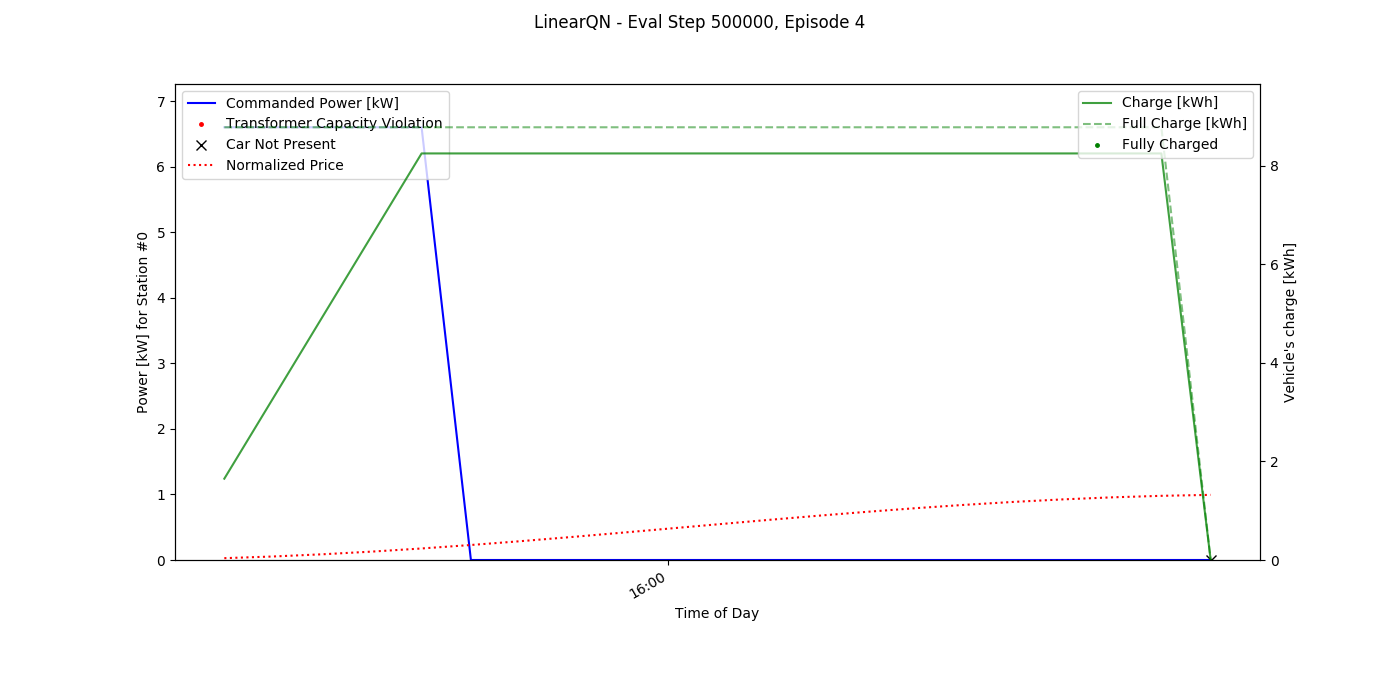 LinearQN - Eval Step 500000, Episode 4
Commanded Power [kW]
Transformer Capacity Violation
Car Not Present
Normalized Price
Charge [kWh]
Full Charge [kWh]
Fully Charged
Power [kW] for Station #0
7
6
5
4
3
2
1
0
Vehicle's charge [kWh]
8
6
4
2
0
16:00
Time of Day